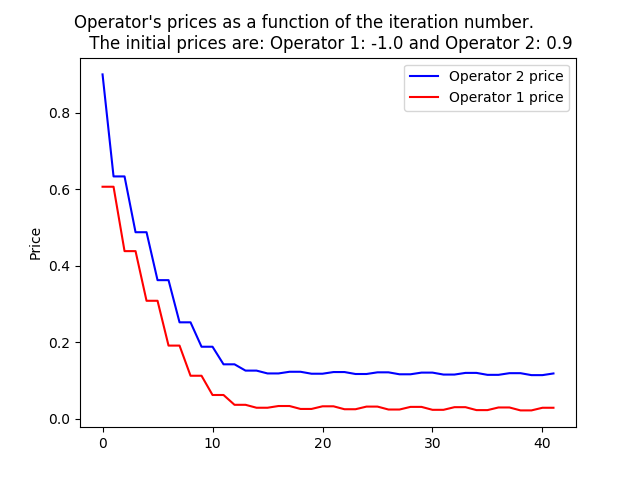 Operator's prices as a function of the iteration number.
The initial prices are: Operator 1: -1.0 and Operator 2: 0.9
Operator 2 price
Operator 1 price
Price
0.8
0.6
0.4
0.2
0.0
0 10 20 30 40